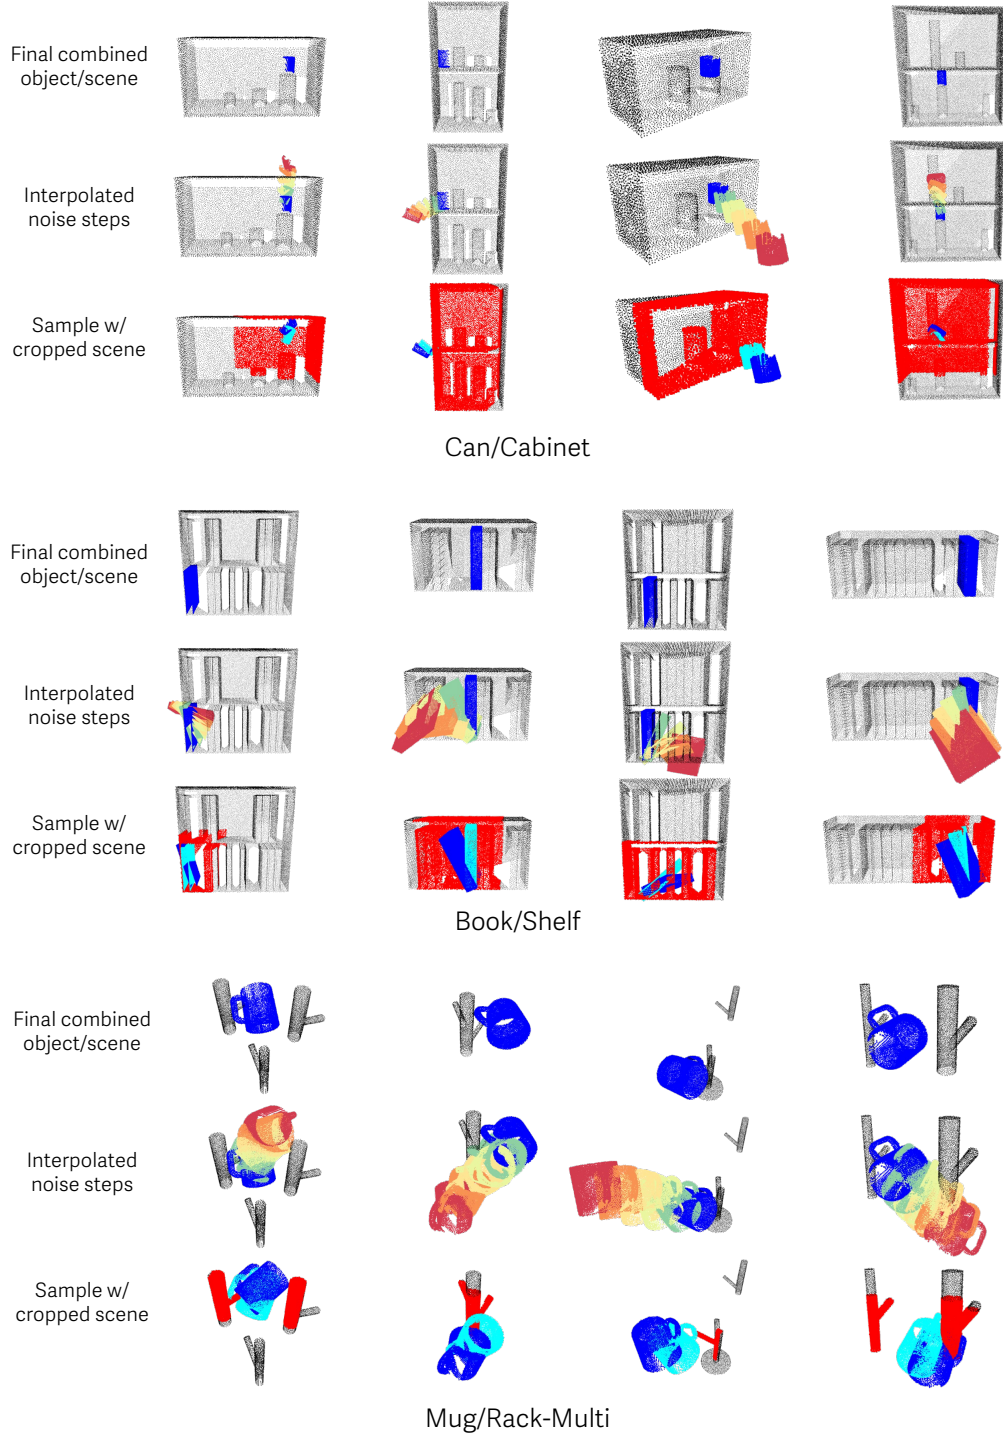 Final combined
object/scene
Interpolated
noise steps
Sample w/
cropped scene
Can/Cabinet
Final combined
object/scene
Interpolated
noise steps
Sample w/
cropped scene
Book/Shelf
Final combined
object/scene
Interpolated
noise steps
Sample w/
cropped scene
Mug/Rack-Multi